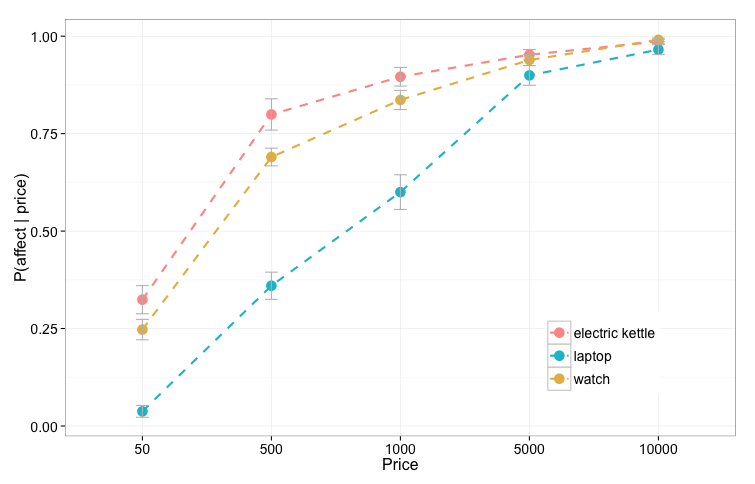 P(affect | price)
1.00
0.75
0.50
0.25
0.00
electric kettle
laptop
watch
50 500 1000 5000 10000
Price